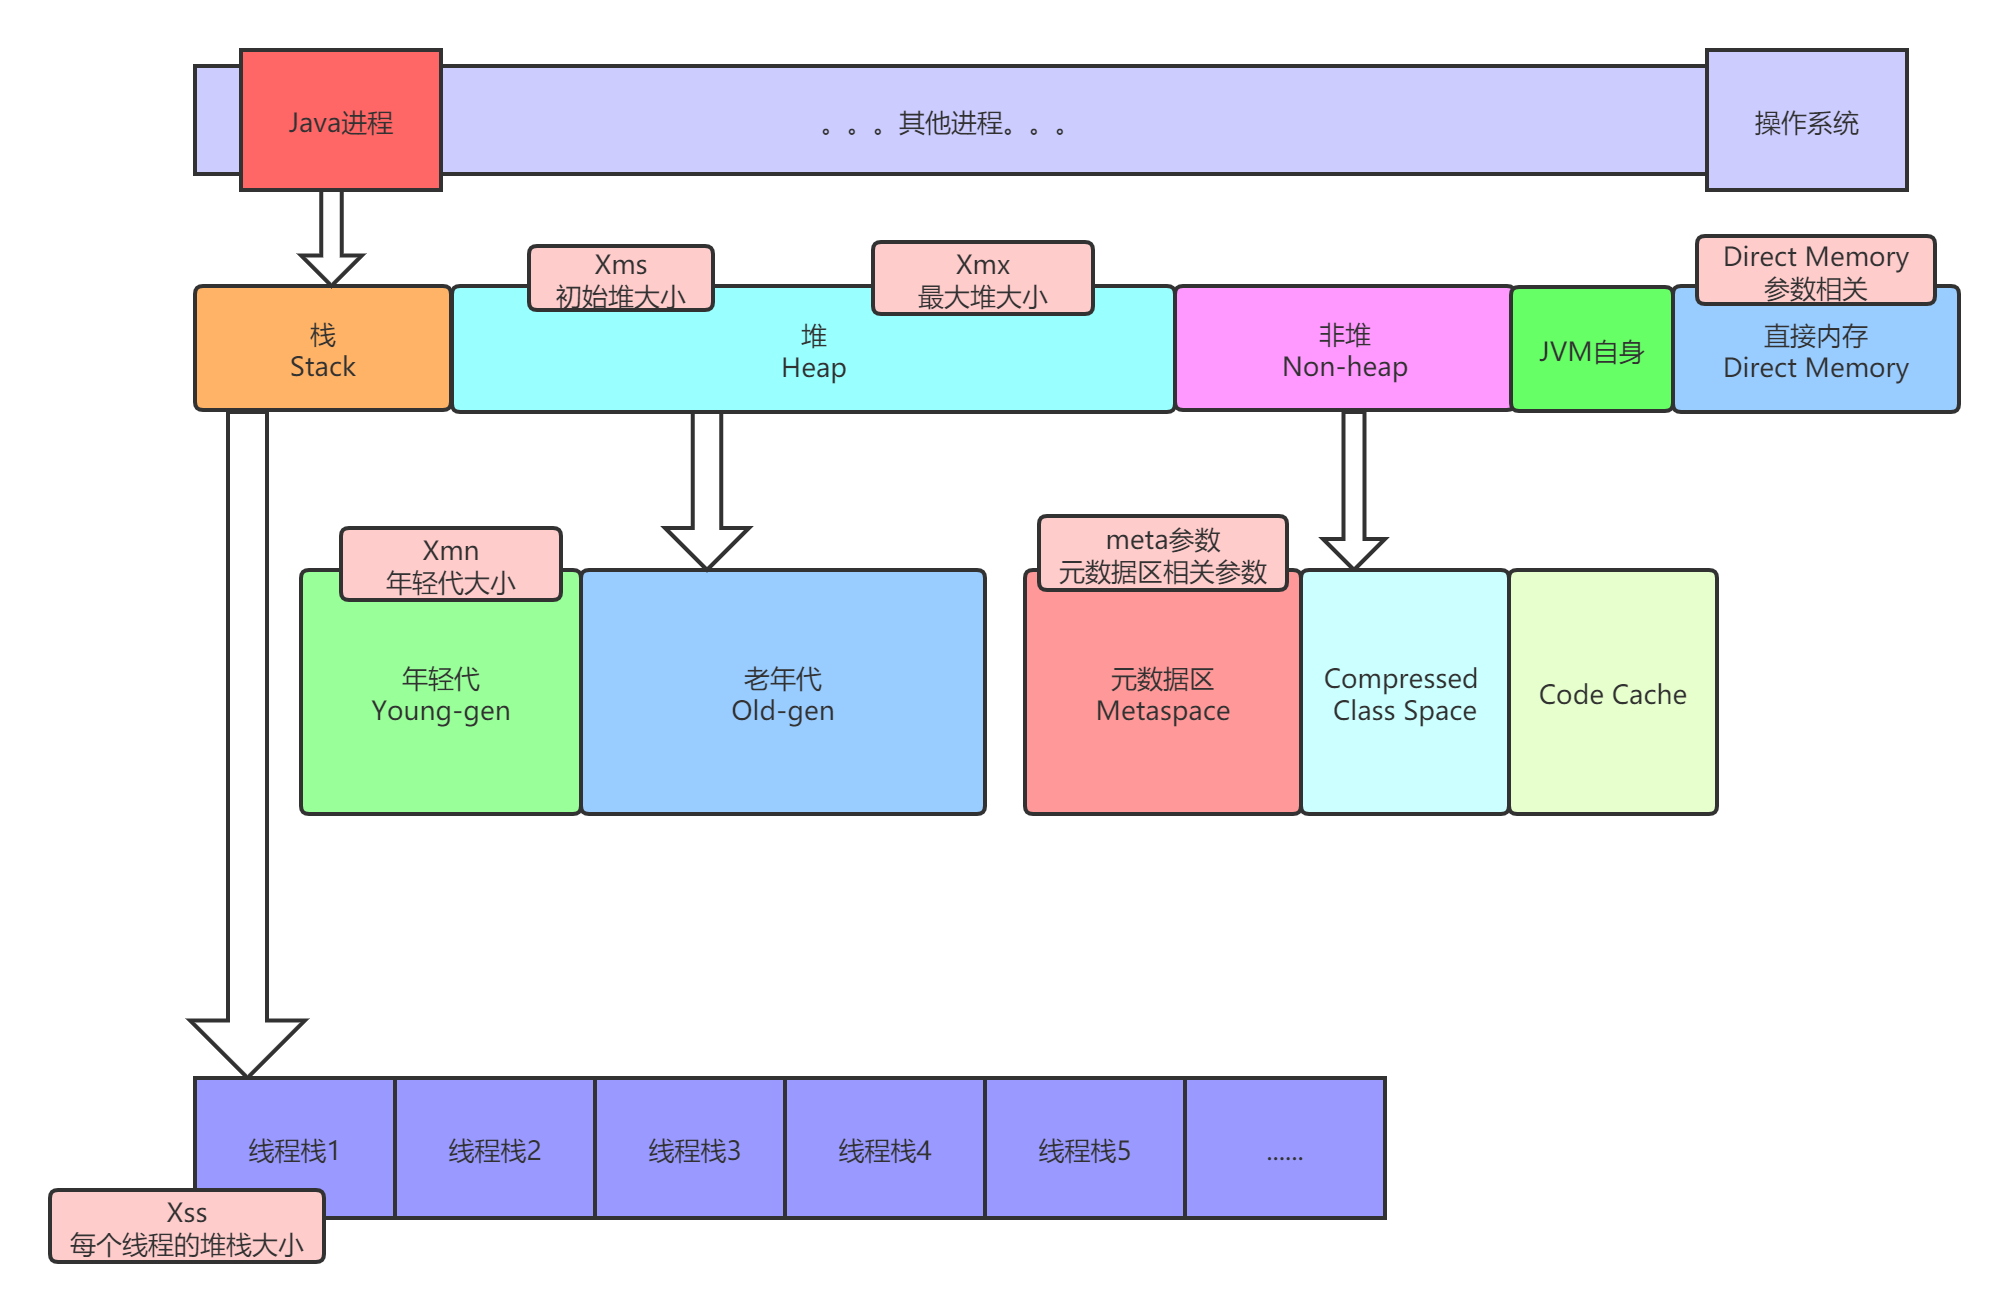 Java进程
。。。其他进程。。。
操作系统
Xms
初始堆大小
Xmx
最大堆大小
Direct Memory
参数相关
栈
Stack
堆
Heap
非堆
Non-heap
JVM自身
直接内存
Direct Memory
Xmn
年轻代大小
meta参数
元数据区相关参数
年轻代
Young-gen
老年代
Old-gen
元数据区
Metaspace
Compressed
Class Space
Code Cache
线程栈1
线程栈2
线程栈3
线程栈4
线程栈5
......
Xss
每个线程的堆栈大小